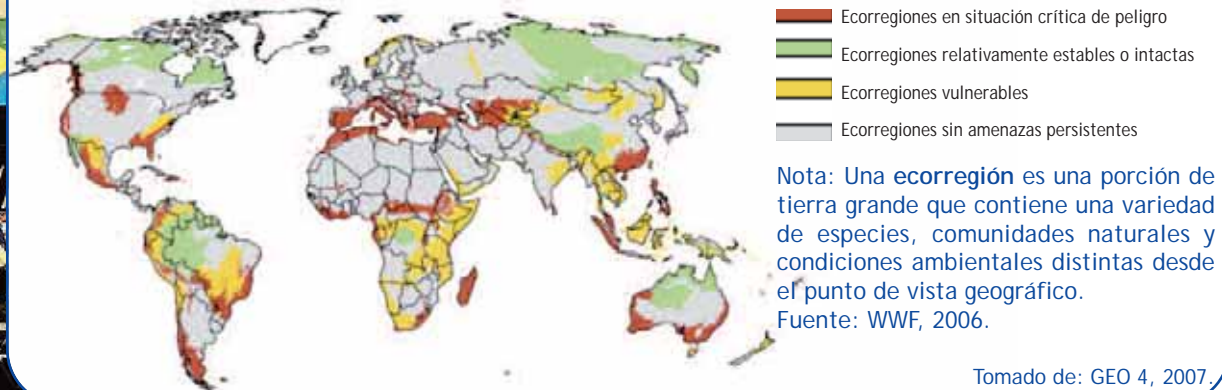 Ecorregiones en situación crítica de peligro
Ecorregiones relativamente estables o intactas
Ecorregiones vulnerables
Ecorregiones sin amenazas persistentes
Nota: Una ecorregión es una porción de
tierra grande que contiene una variedad
de especies, comunidades naturales y
condiciones ambientales distintas desde
el punto de vista geográfico.
Fuente: WWF, 2006.
Tomado de: GEO 4, 2007.